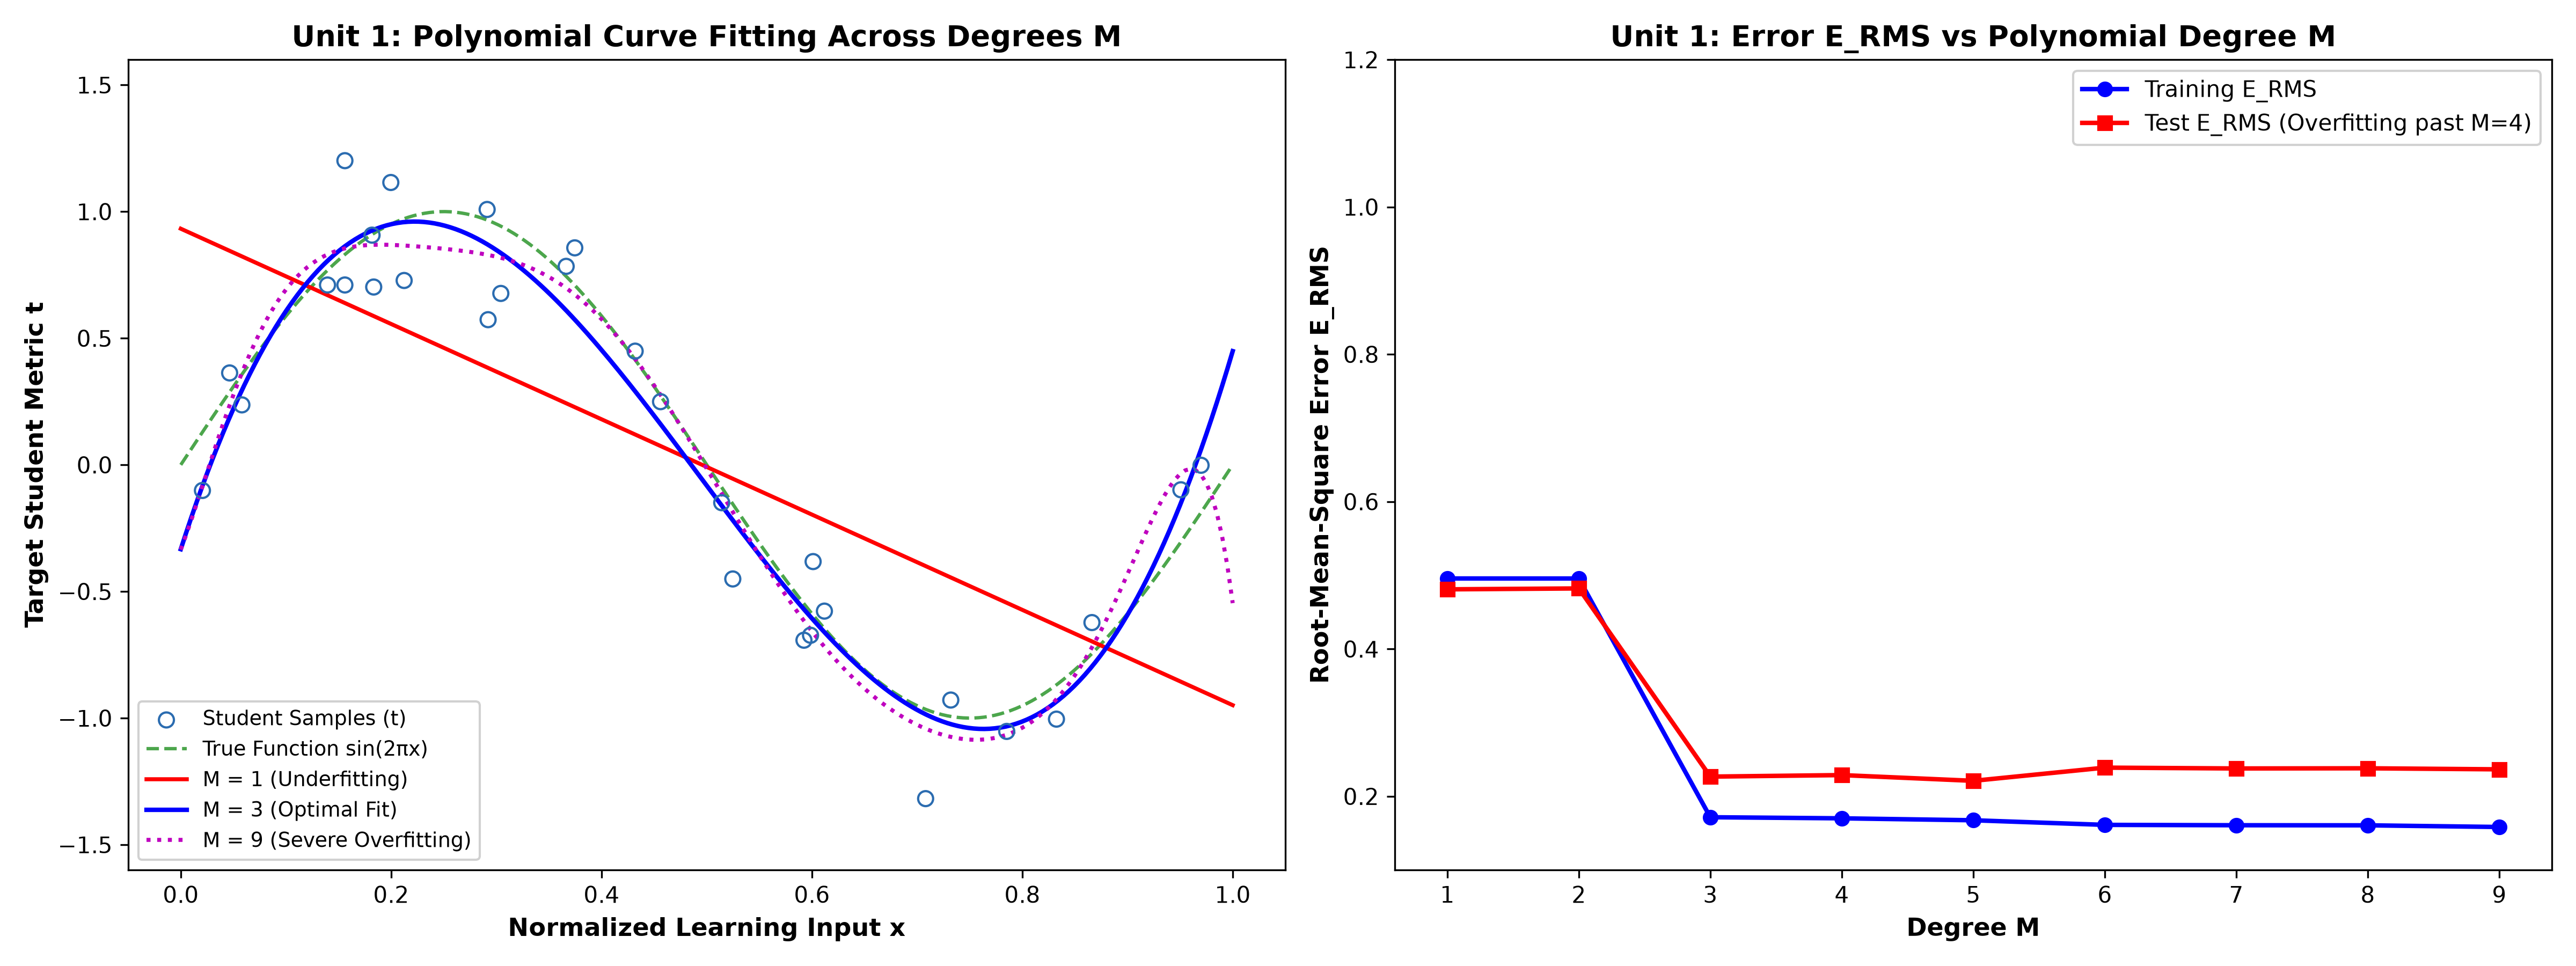 Unit 1: Polynomial Curve Fitting Across Degrees M
Target Student Metric t
1.5
1.0
0.5
0.0
−0.5
−1.0
−1.5
Student Samples (t)
True Function sin(2πx)
M = 1 (Underfitting)
M = 3 (Optimal Fit)
M = 9 (Severe Overfitting)
0.0 0.2 0.4 0.6 0.8 1.0
Normalized Learning Input x
Unit 1: Error E_RMS vs Polynomial Degree M
Root-Mean-Square Error E_RMS
1.2
1.0
0.8
0.6
0.4
0.2
Training E_RMS
Test E_RMS (Overfitting past M=4)
1 2 3 4 5 6 7 8 9
Degree M